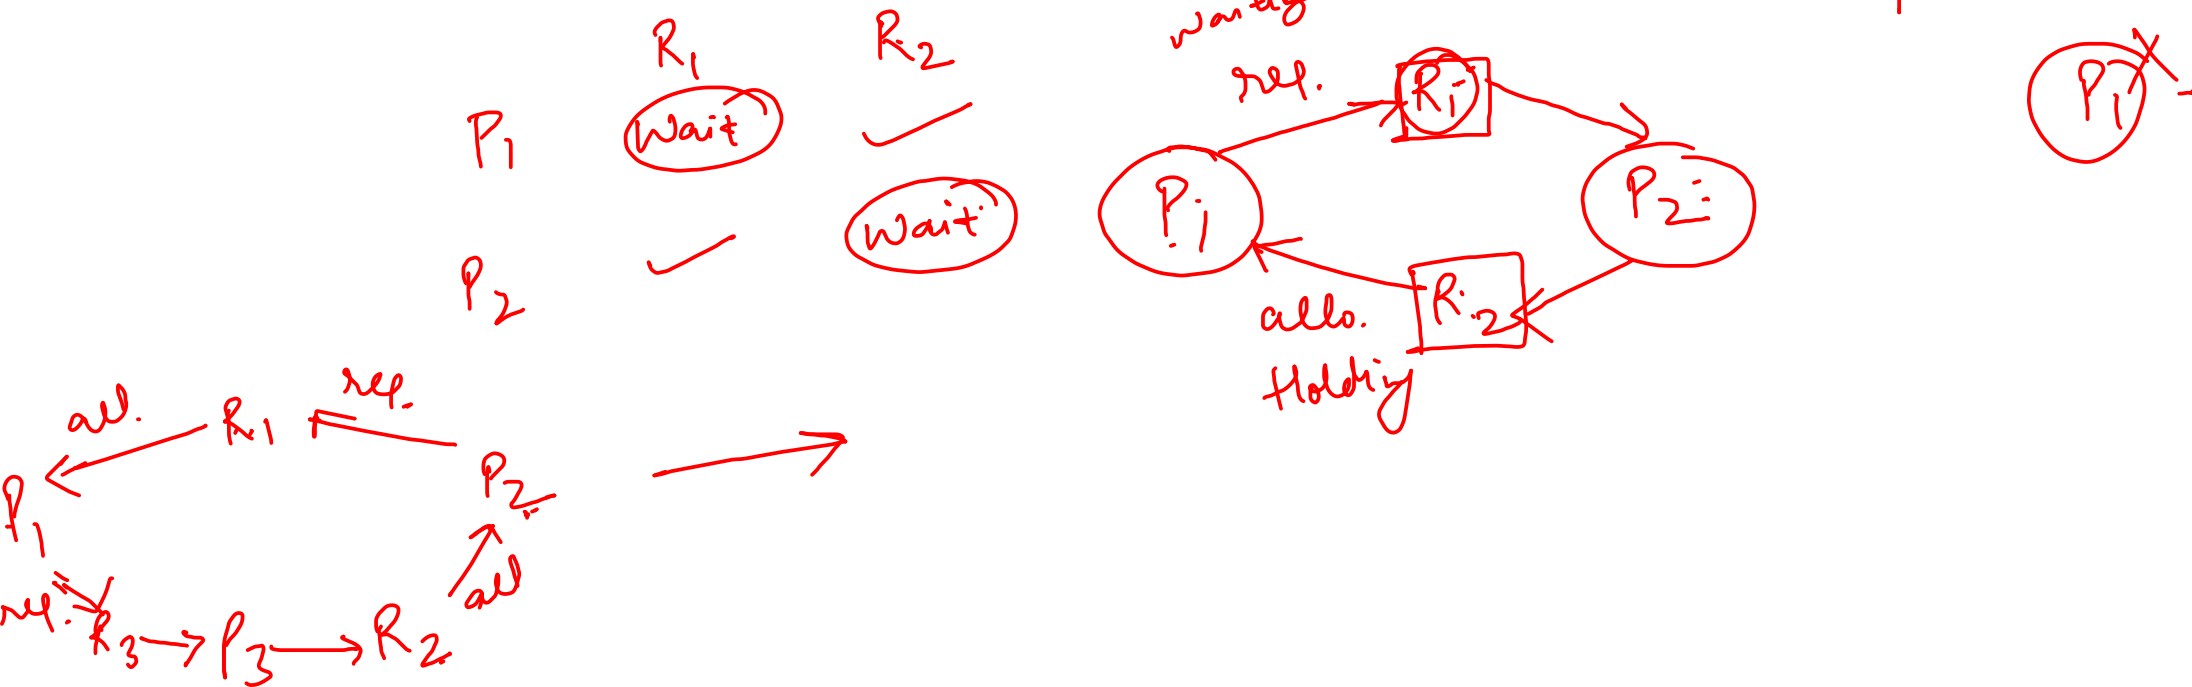 R1 R2
P1 Wait ✓
P2 ✓ Wait
waiting
req.
R1
P1 P2
R2
allo.
Holding
P1
all. R1 req.
P1 P2
req. all
R3 → P3 → R2